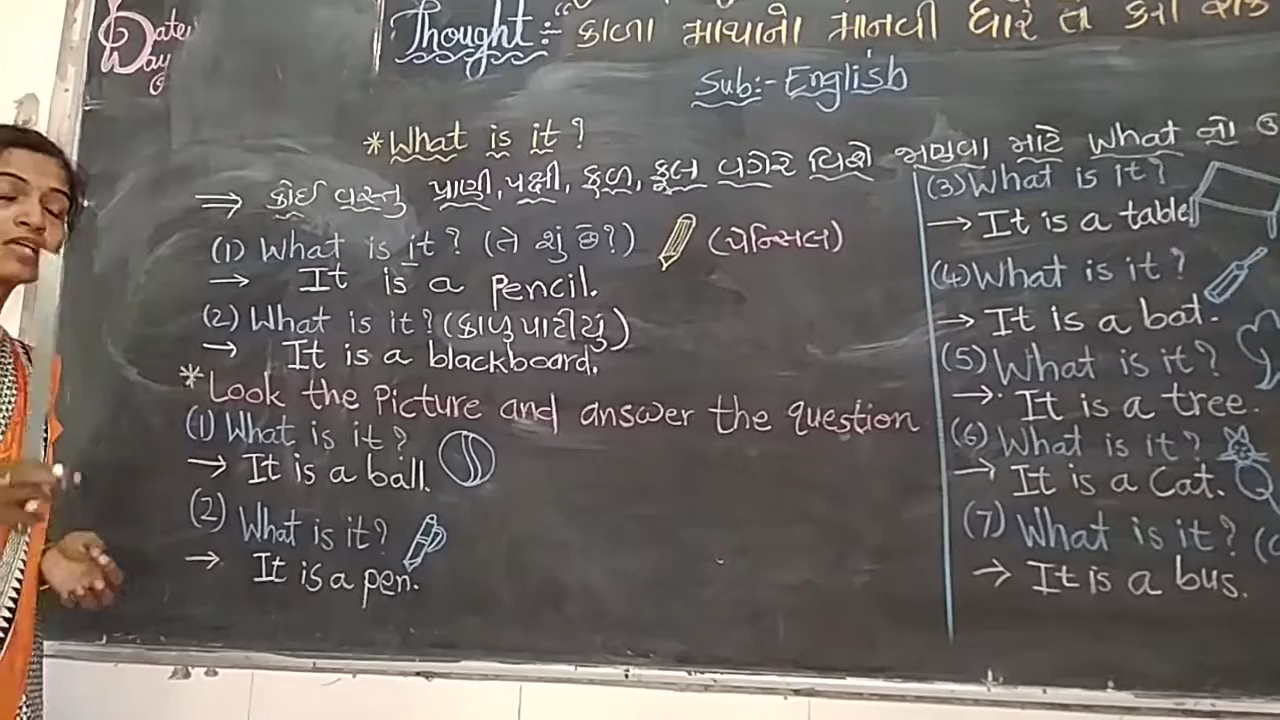 Date
Day
Thought:- "કાળા માથાનો માનવી ધારે તે કરી શકે
Sub:- English
*What is it?
⇒ કોઈ વસ્તુ પ્રાણી, પક્ષી, ફળ, ફૂલ વગેરે વિશે જાણવા માટે What નો
(1) What is it? (તે શું છે?) (પેન્સિલ)
→ It is a pencil.
(2) What is it? (કાળુ પાટીયું)
→ It is a blackboard.
*Look the Picture and answer the question
(1) What is it?
→ It is a ball.
(2) What is it?
→ It is a pen.
(3) What is it?
→ It is a table.
(4) What is it?
→ It is a bat.
(5) What is it?
→ It is a tree.
(6) What is it?
→ It is a Cat.
(7) What is it?
→ It is a bus.